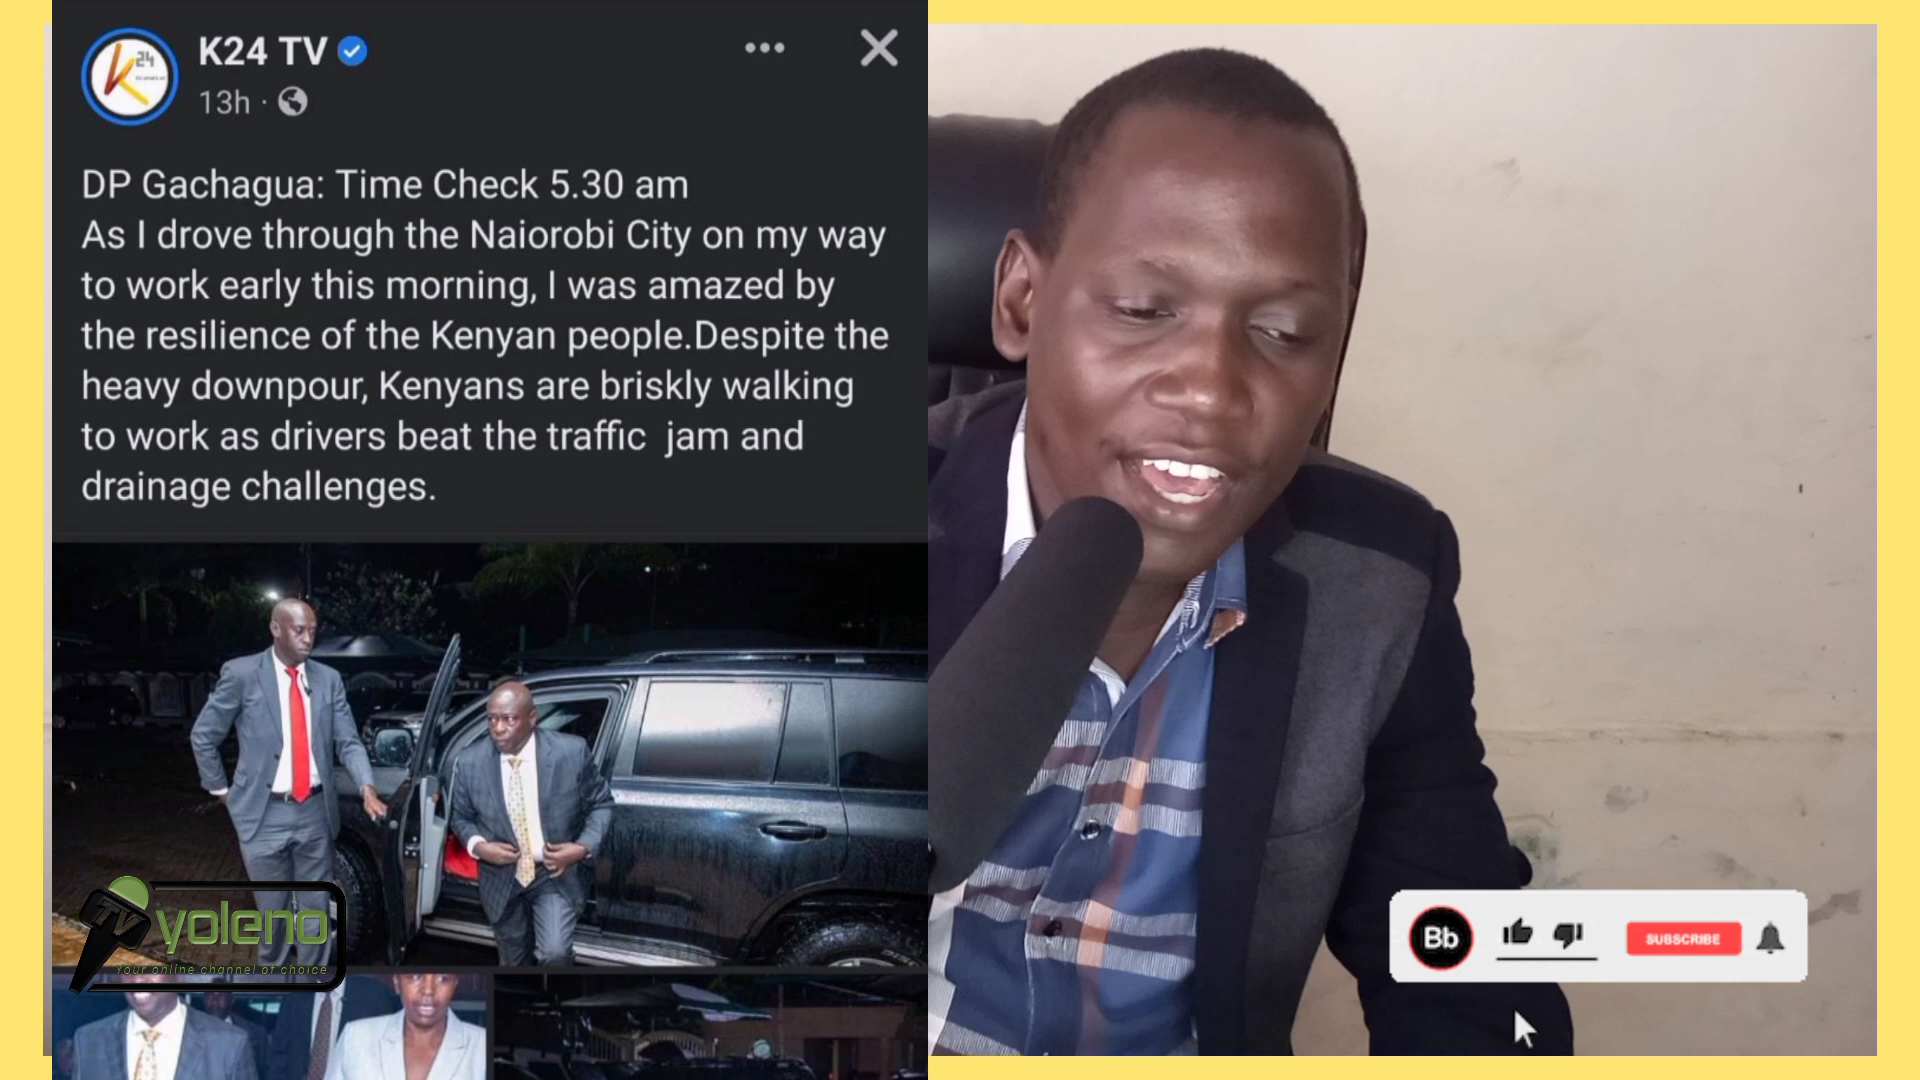 K24 TV
13h ·
24
DP Gachagua: Time Check 5.30 am
As I drove through the Naiorobi City on my way
to work early this morning, I was amazed by
the resilience of the Kenyan people.Despite the
heavy downpour, Kenyans are briskly walking
to work as drivers beat the traffic jam and
drainage challenges.
TV yoleno
Your online channel of choice
Bb
SUBSCRIBE